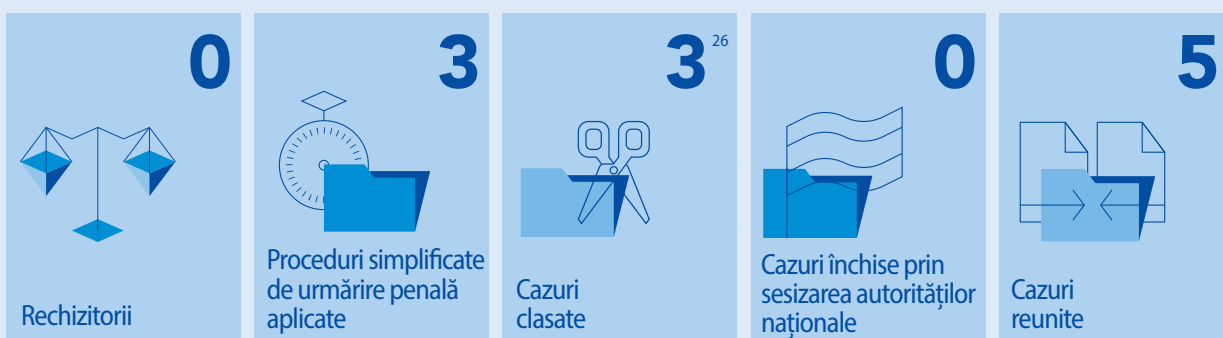 0
Rechizitorii
3
Proceduri simplificate
de urmărire penală
aplicate
3 26
Cazuri
clasate
0
Cazuri închise prin
sesizarea autorităților
naționale
5
Cazuri
reunite